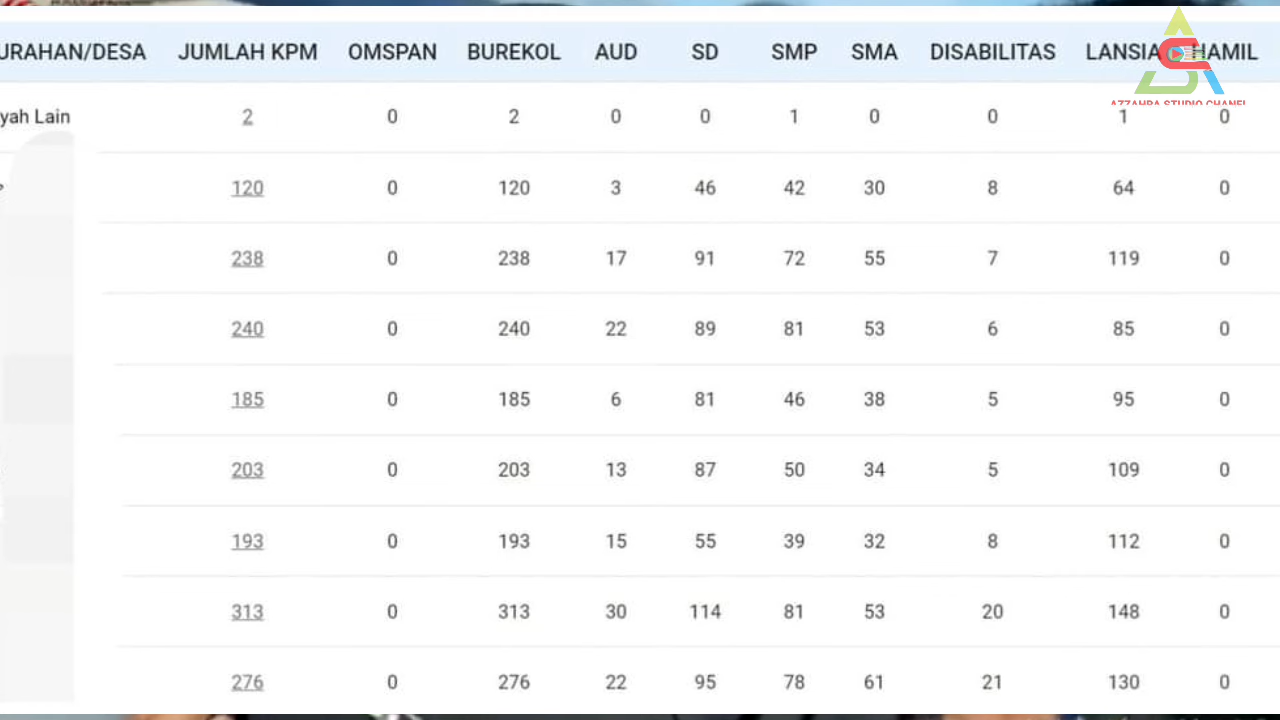 URAHAN/DESA JUMLAH KPM OMSPAN BUREKOL AUD SD SMP SMA DISABILITAS LANSIA HAMIL
AZZAHRA STUDIO CHANEL
yah Lain 2 0 2 0 0 1 0 0 1 0
120 0 120 3 46 42 30 8 64 0
238 0 238 17 91 72 55 7 119 0
240 0 240 22 89 81 53 6 85 0
185 0 185 6 81 46 38 5 95 0
203 0 203 13 87 50 34 5 109 0
193 0 193 15 55 39 32 8 112 0
313 0 313 30 114 81 53 20 148 0
276 0 276 22 95 78 61 21 130 0